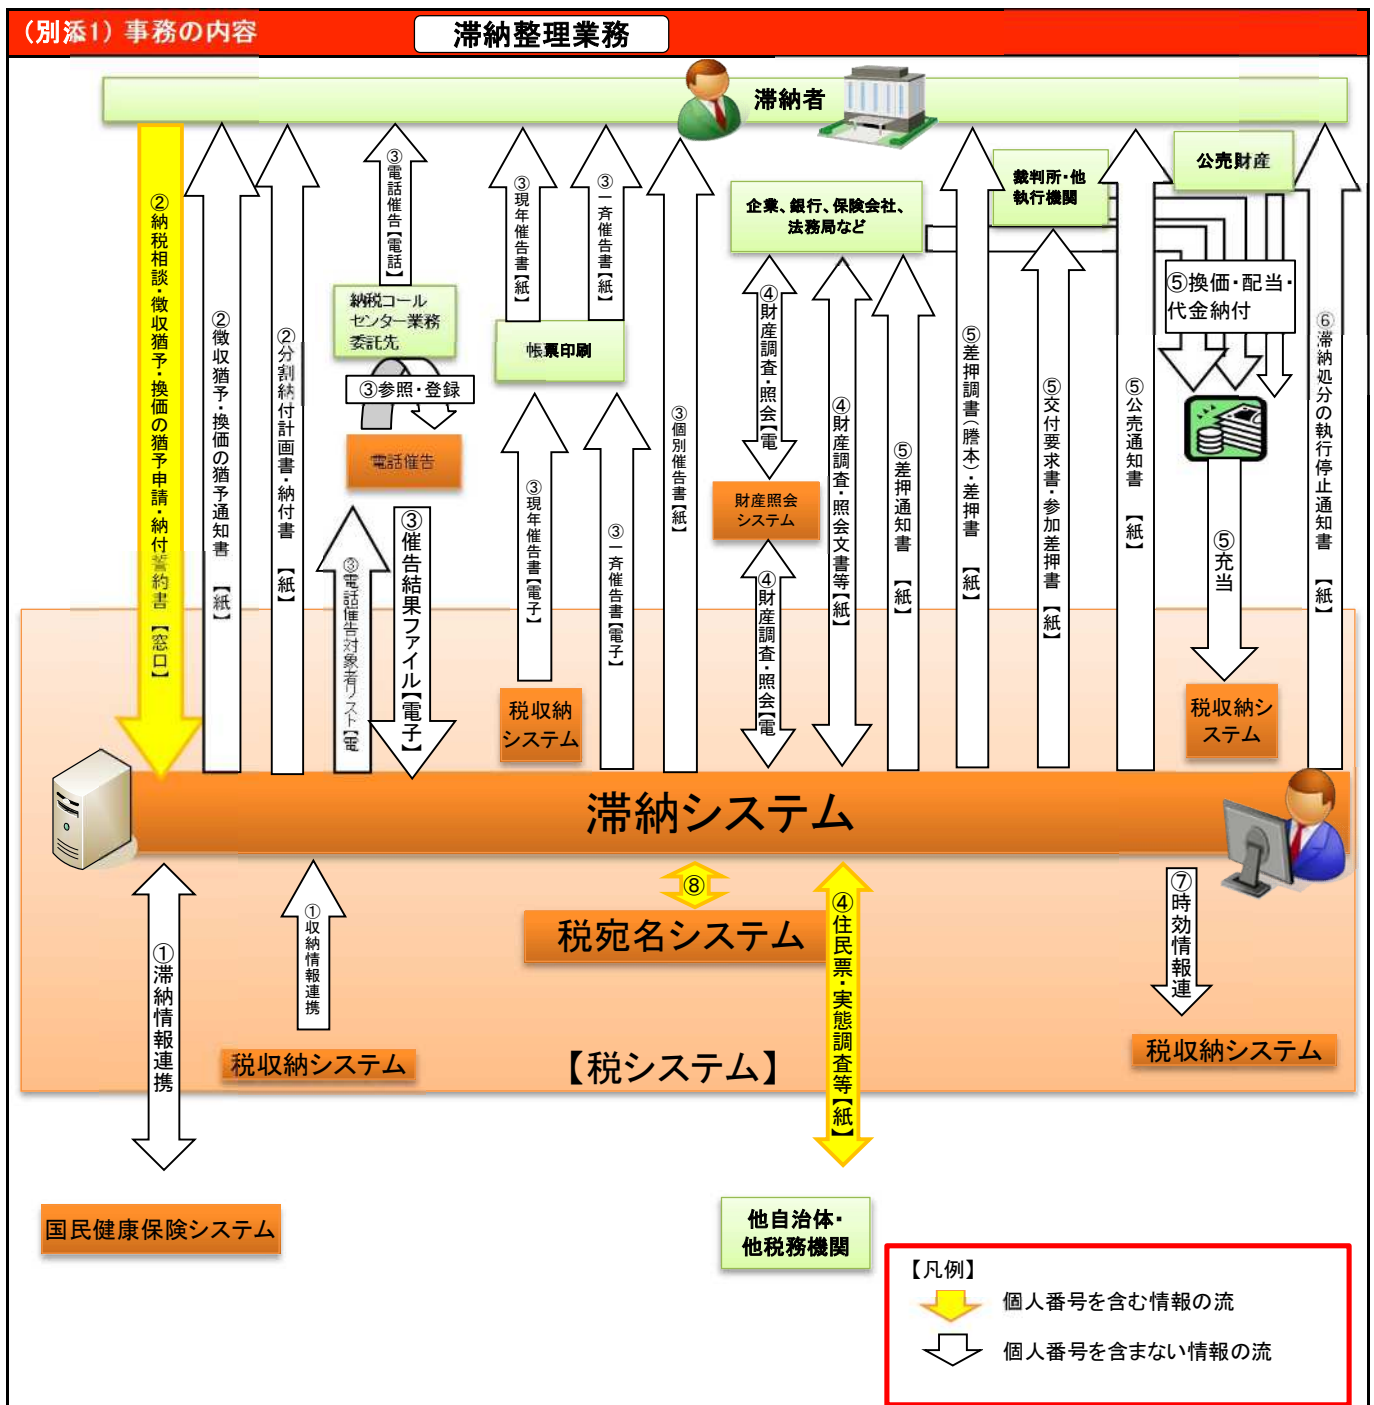 (別添1) 事務の内容
滞納整理業務
滞納者
公売財産
裁判所・他
執行機関
企業、銀行、保険会社、
法務局など
②納税相談・徴収猶予・換価の猶予申請・納付誓約書 【窓口】
②徴収猶予・換価の猶予通知書 【紙】
②分割納付計画書・納付書 【紙】
③電話催告【電話】
納税コール
センター業務
委託先
③参照・登録
電話催告
③電話催告対象者リスト【電
③催告結果ファイル【電子】
③現年催告書【紙】
③一斉催告書【紙】
帳票印刷
③現年催告書【電子】
③一斉催告書【電子】
税収納
システム
③個別催告書【紙】
④財産調査・照会【電
財産照会
システム
④財産調査・照会【電
④財産調査・照会文書等【紙】
⑤差押通知書 【紙】
⑤差押調書(謄本)・差押書 【紙】
⑤交付要求書・参加差押書 【紙】
⑤公売通知書 【紙】
⑤換価・配当・
代金納付
⑤充当
税収納シ
ステム
⑥滞納処分の執行停止通知書 【紙】
滞納システム
⑧
税宛名システム
④住民票・実態調査等【紙】
⑦時効情報連
税収納システム
①滞納情報連携
①収納情報連携
税収納システム
【税システム】
国民健康保険システム
他自治体・
他税務機関
【凡例】
個人番号を含む情報の流
個人番号を含まない情報の流